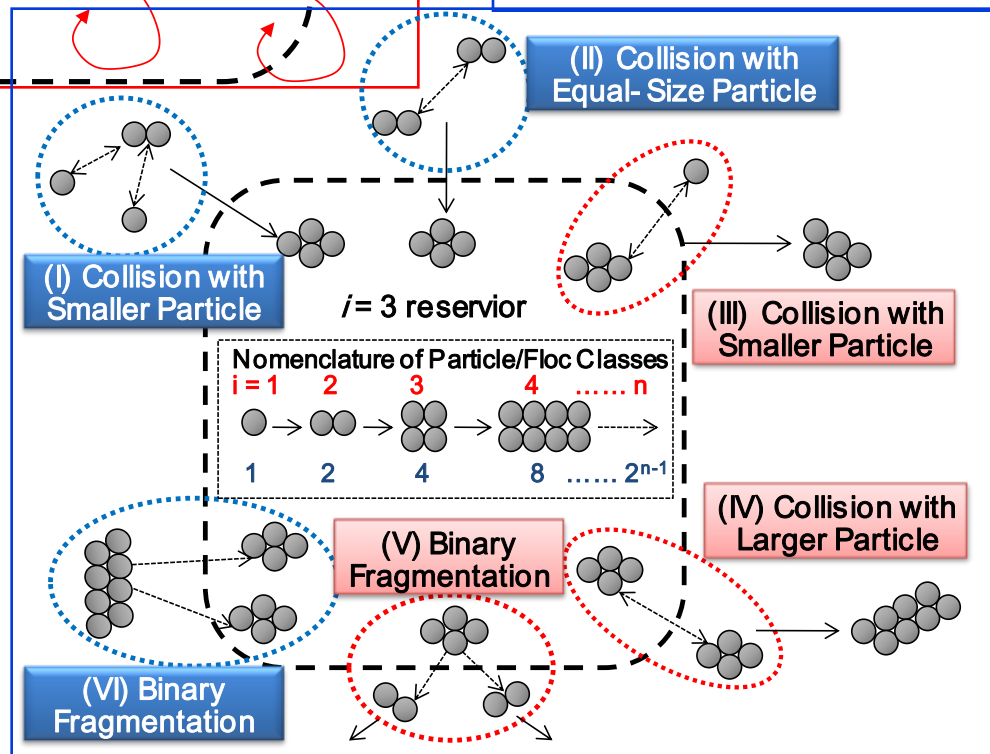 (II) Collision with
Equal- Size Particle
(I) Collision with
Smaller Particle
i = 3 reservior
(III) Collision with
Smaller Particle
Nomenclature of Particle/Floc Classes
i = 1 2 3 4 …… n
1 2 4 8 …… 2ⁿ⁻¹
(IV) Collision with
Larger Particle
(V) Binary
Fragmentation
(VI) Binary
Fragmentation